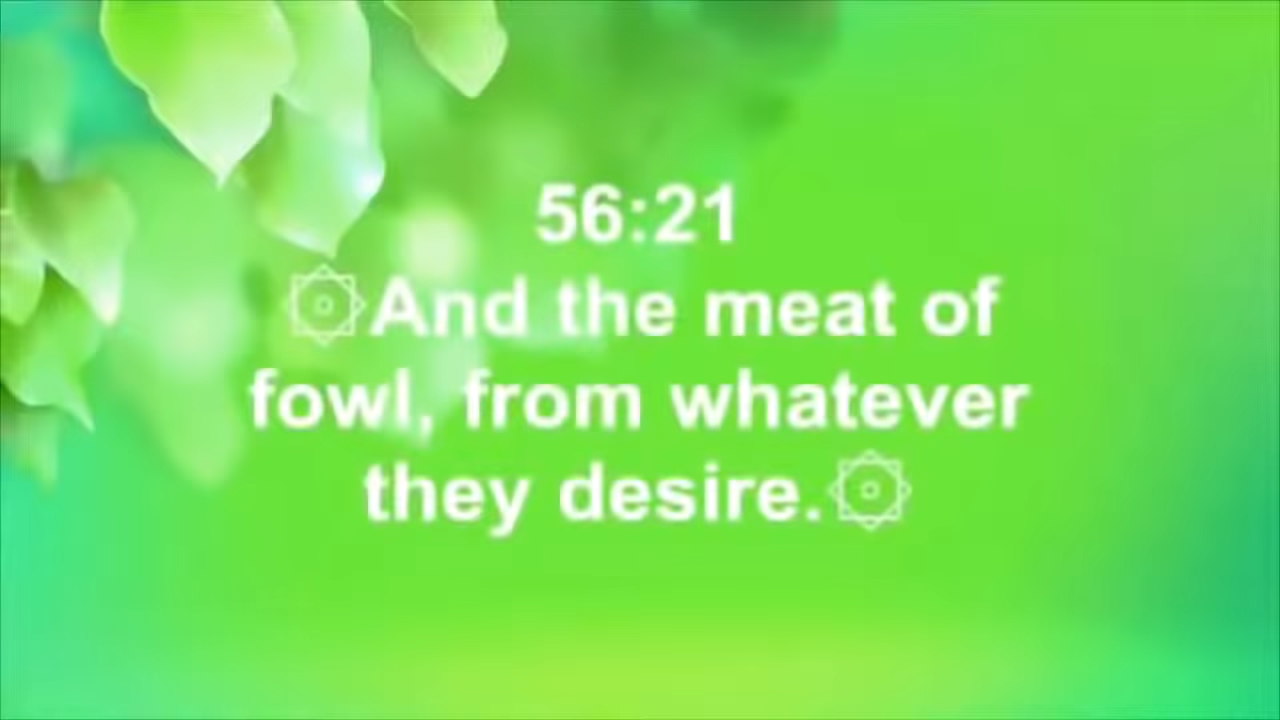 56:21
۞And the meat of
fowl, from whatever
they desire.۞